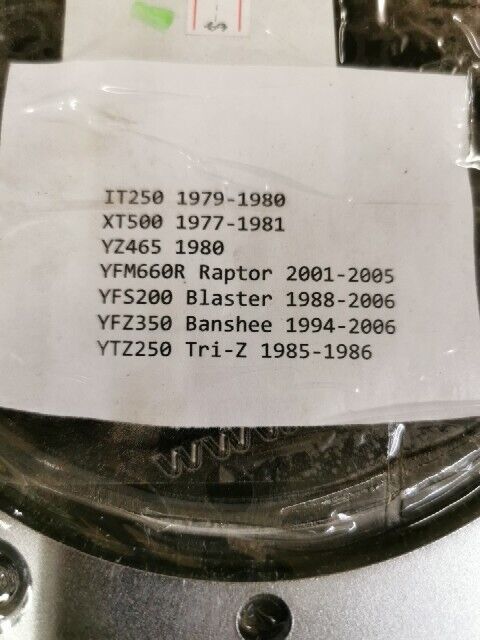 IT250 1979-1980
XT500 1977-1981
YZ465 1980
YFM660R Raptor 2001-2005
YFS200 Blaster 1988-2006
YFZ350 Banshee 1994-2006
YTZ250 Tri-Z 1985-1986
www.